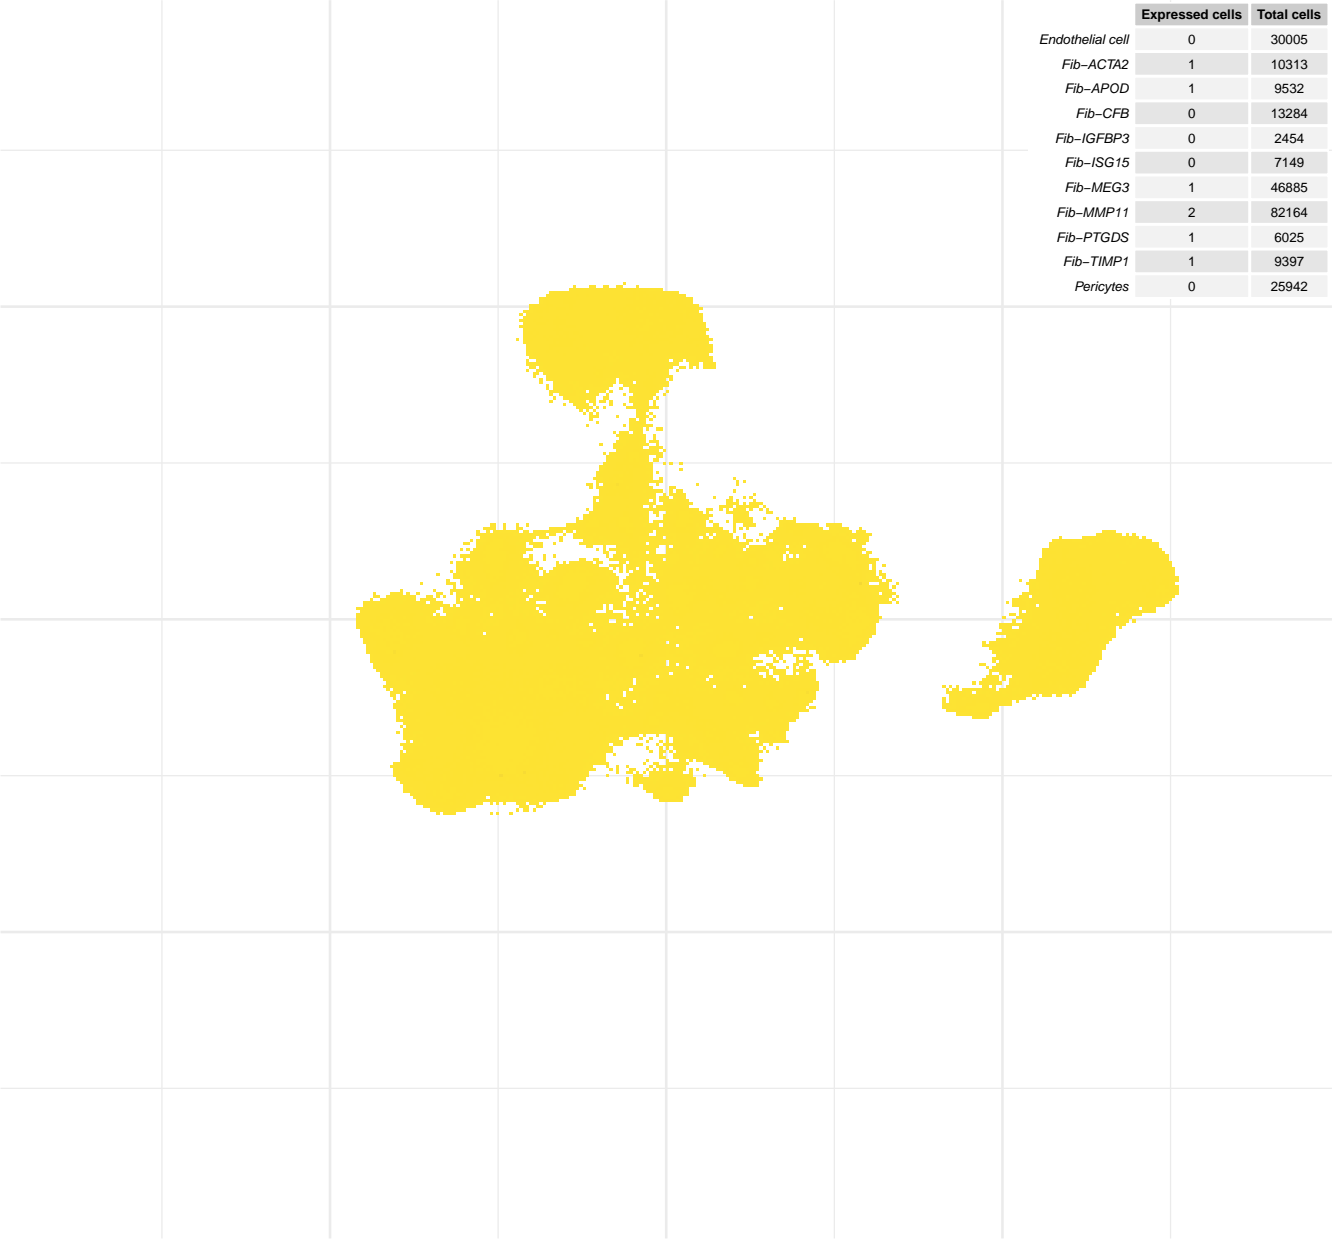 Expressed cells Total cells
Endothelial cell 0 30005
Fib−ACTA2 1 10313
Fib−APOD 1 9532
Fib−CFB 0 13284
Fib−IGFBP3 0 2454
Fib−ISG15 0 7149
Fib−MEG3 1 46885
Fib−MMP11 2 82164
Fib−PTGDS 1 6025
Fib−TIMP1 1 9397
Pericytes 0 25942